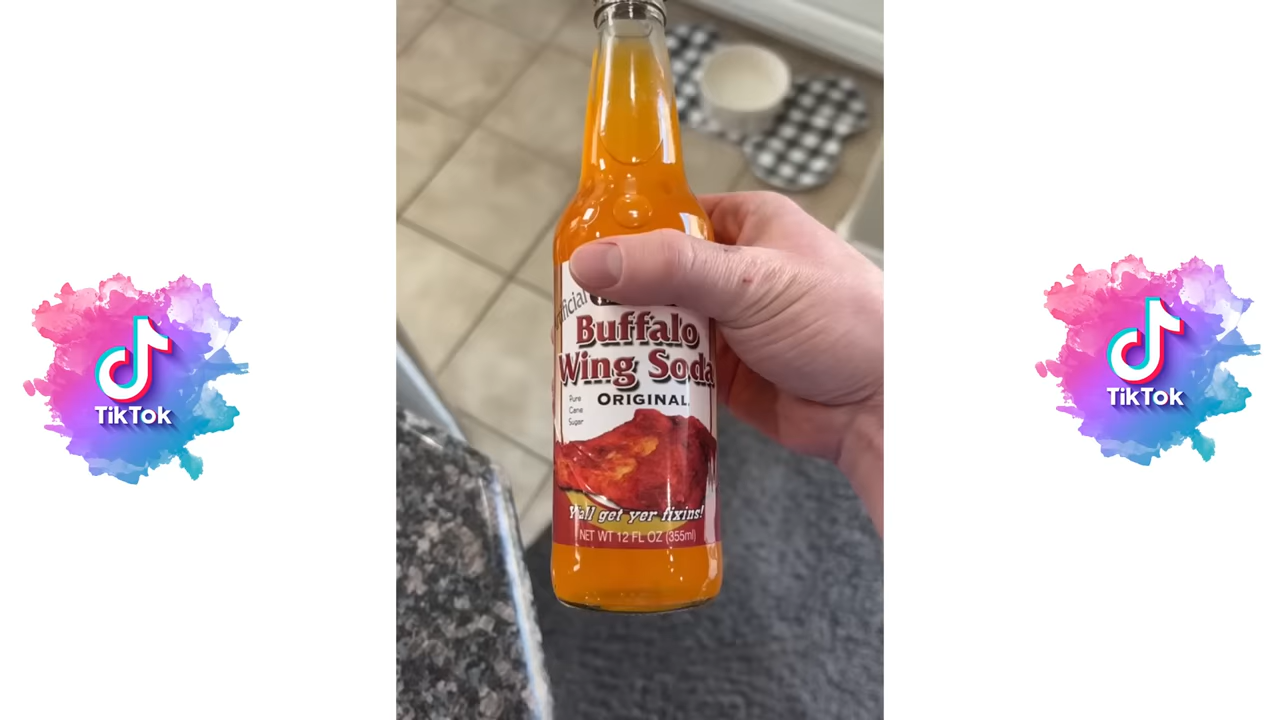 TikTok
Buffalo
Wing Soda
ORIGINAL
Pure
Cane
Sugar
Y'all get yer fixins!
NET WT 12 FL OZ (355ml)
TikTok